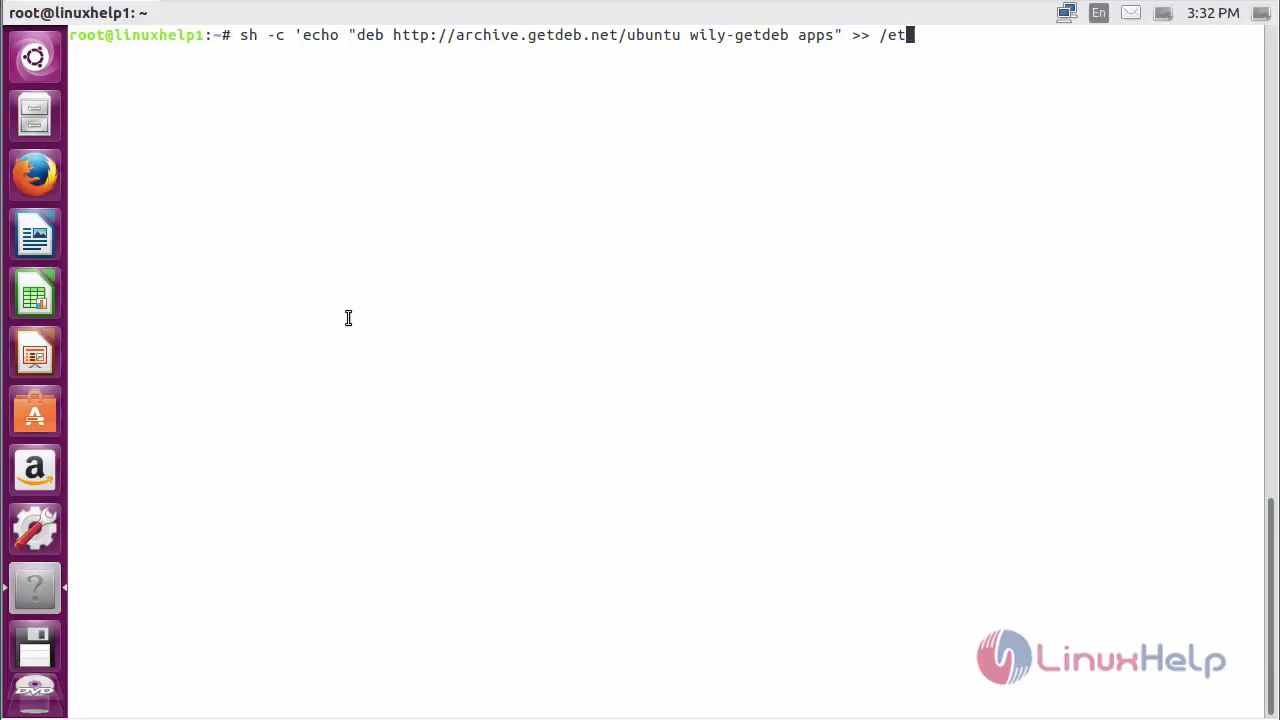 root@linuxhelp1: ~
En
3:32 PM
root@linuxhelp1:~# sh -c 'echo "deb http://archive.getdeb.net/ubuntu wily-getdeb apps" >> /et
?
a
DVD
LinuxHelp